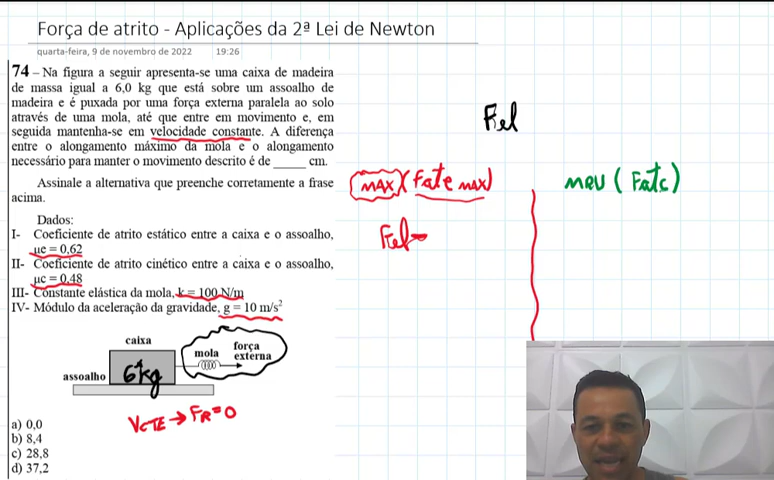 Força de atrito - Aplicações da 2ª Lei de Newton
quarta-feira, 9 de novembro de 2022 19:26
74 – Na figura a seguir apresenta-se uma caixa de madeira
de massa igual a 6,0 kg que está sobre um assoalho de
madeira e é puxada por uma força externa paralela ao solo
através de uma mola, até que entre em movimento e, em
seguida mantenha-se em velocidade constante. A diferença
entre o alongamento máximo da mola e o alongamento
necessário para manter o movimento descrito é de ______ cm.
Assinale a alternativa que preenche corretamente a frase
acima.
Dados:
I- Coeficiente de atrito estático entre a caixa e o assoalho,
μe = 0,62
II- Coeficiente de atrito cinético entre a caixa e o assoalho,
μc = 0,48
III- Constante elástica da mola, k = 100 N/m
IV- Módulo da aceleração da gravidade, g = 10 m/s²
caixa
mola
força
externa
assoalho
6kg
VCTE → FR=0
a) 0,0
b) 8,4
c) 28,8
d) 37,2
Fel
MAX (Fate MAX)
Fel=
MRU (Fatc)